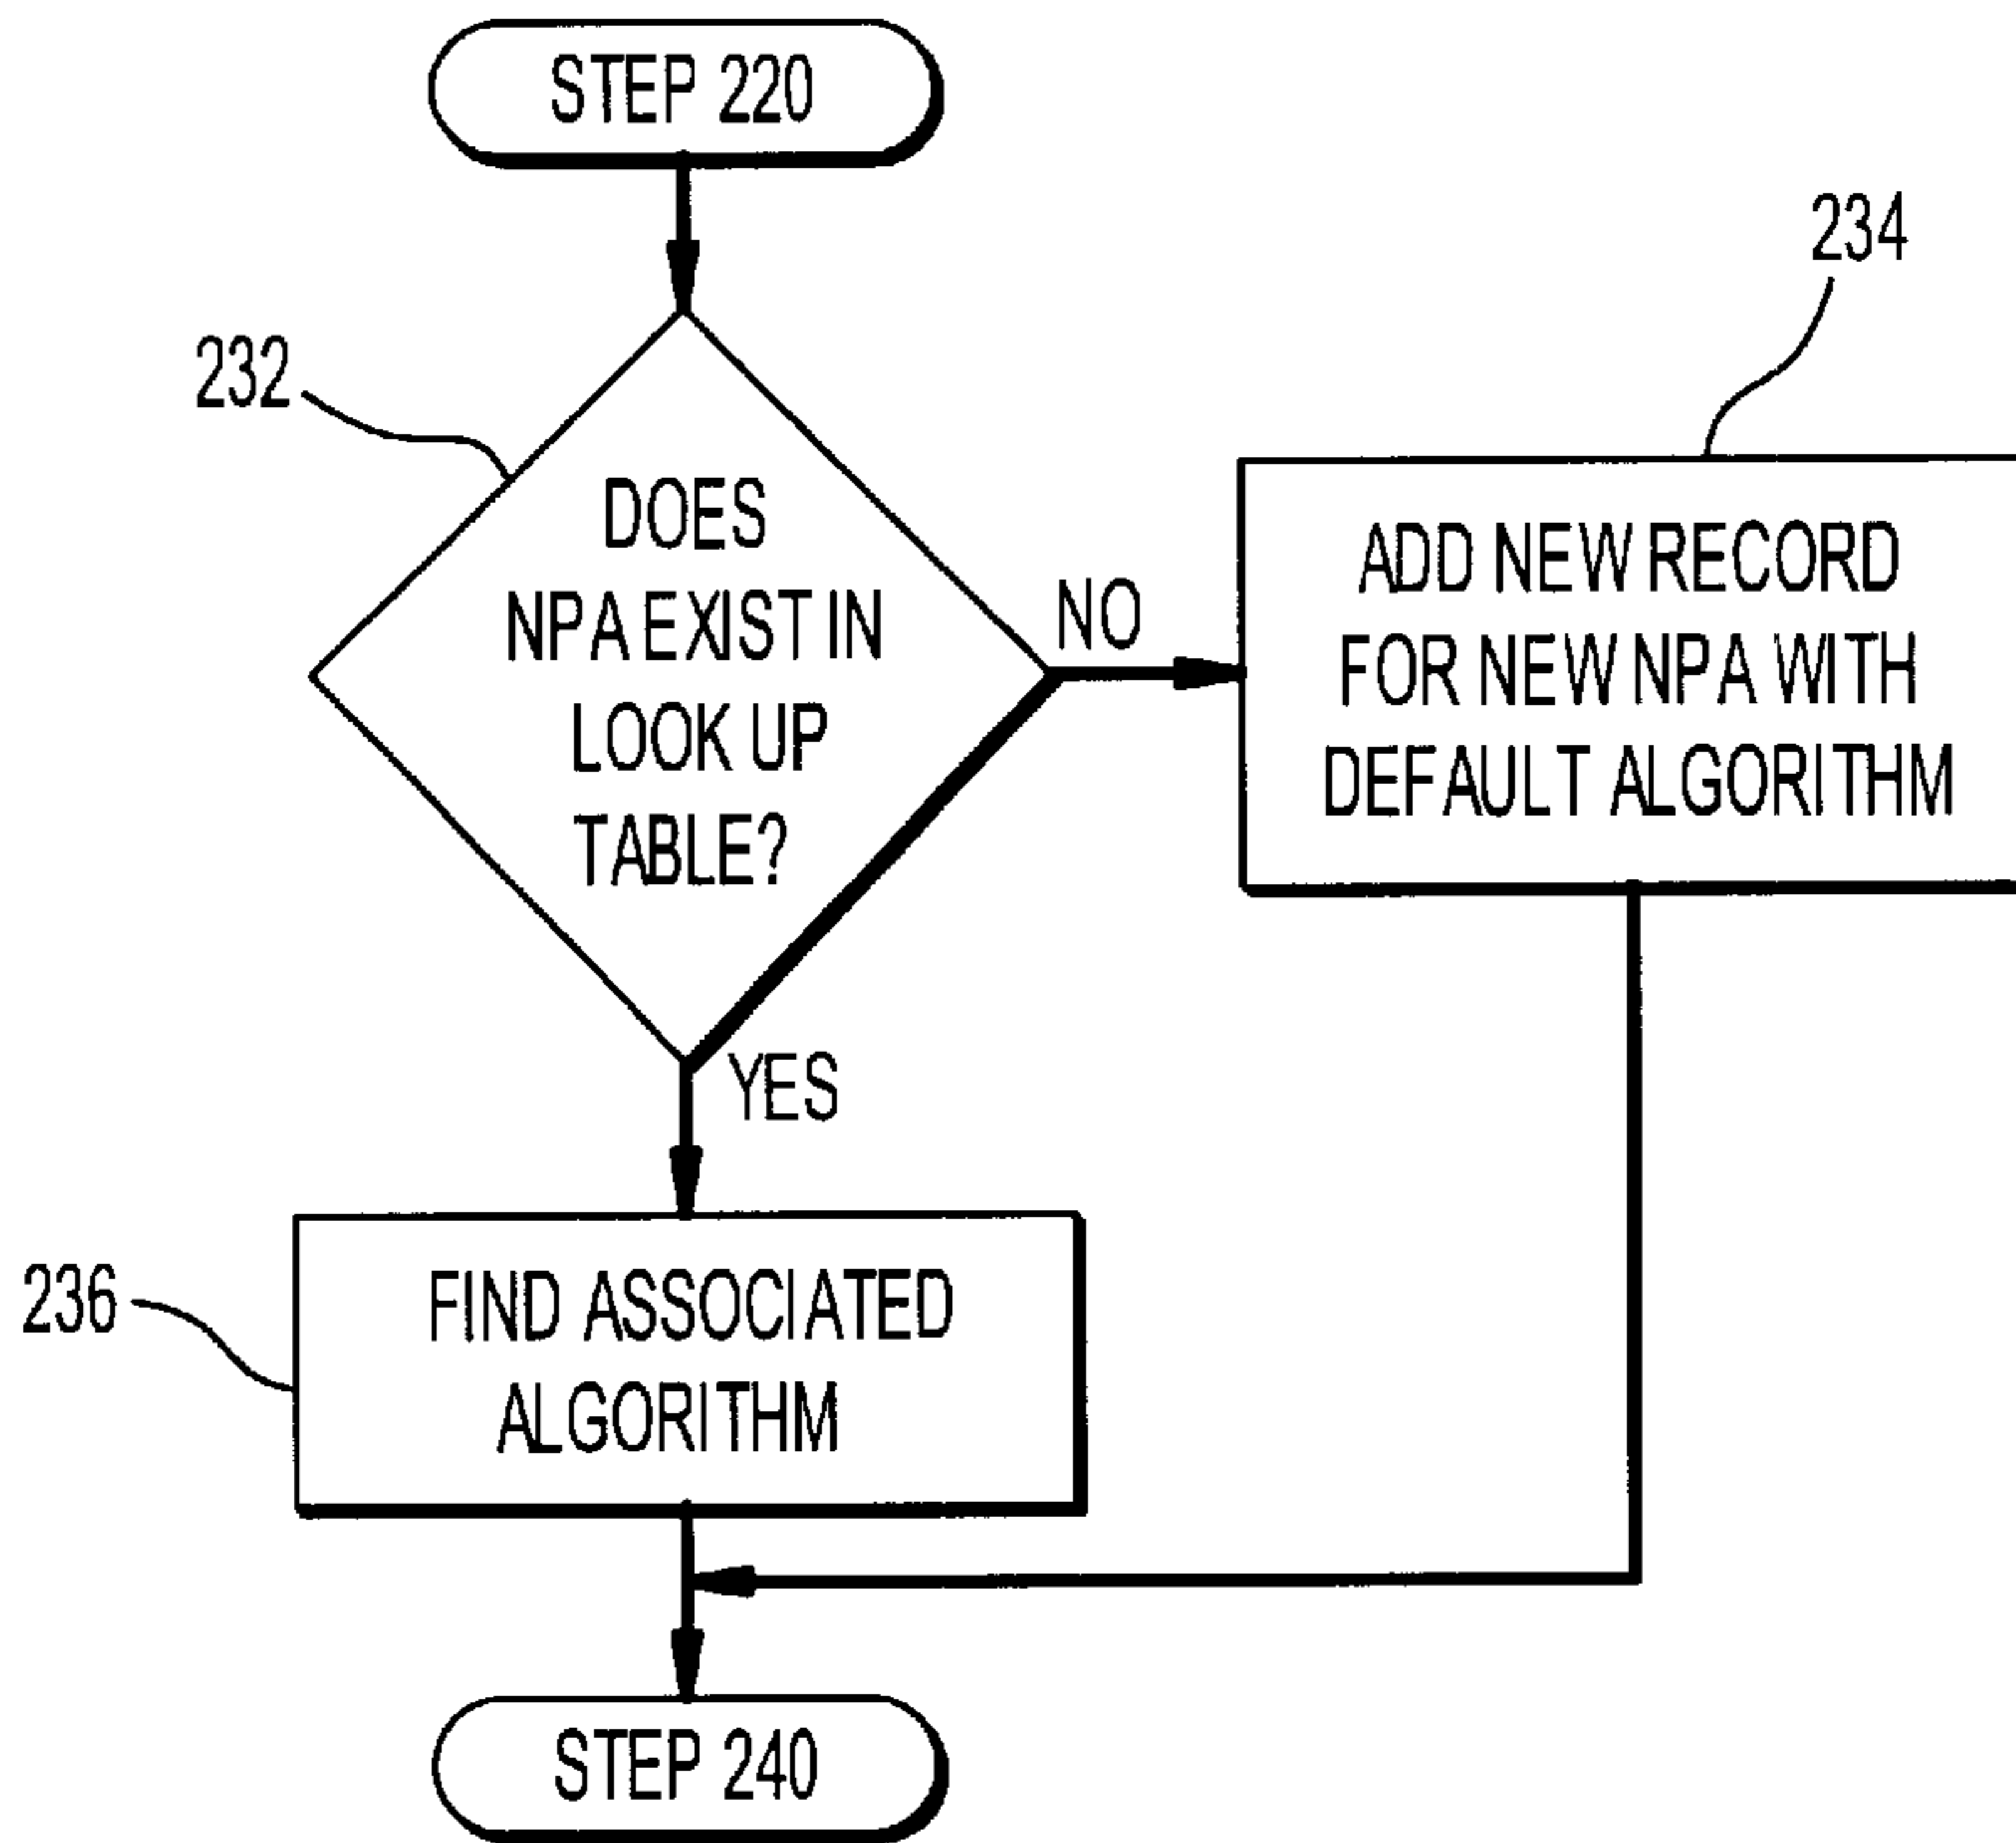 STEP 220
234
232
DOES
NPA EXIST IN
LOOK UP
TABLE?
NO
ADD NEW RECORD
FOR NEW NPA WITH
DEFAULT ALGORITHM
YES
236
FIND ASSOCIATED
ALGORITHM
STEP 240